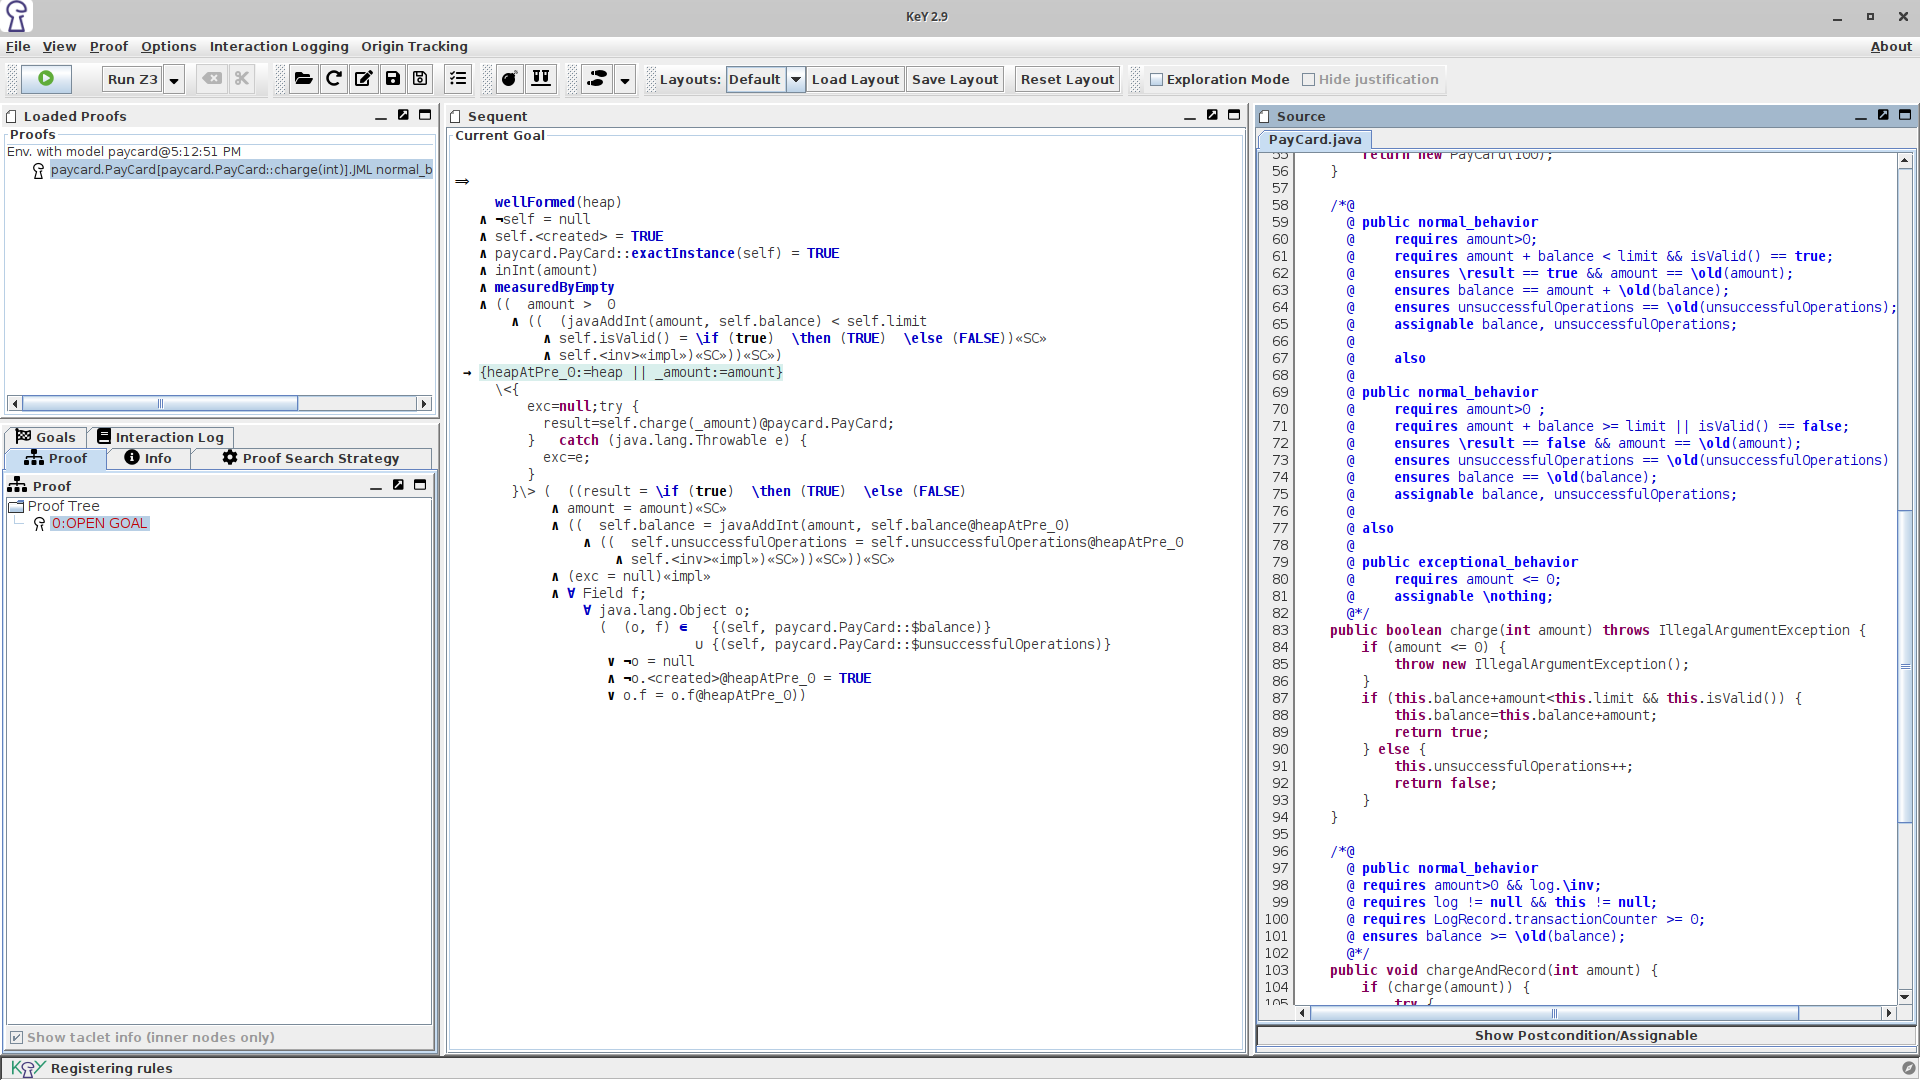 KeY 2.9
File View Proof Options Interaction Logging Origin Tracking About
Run Z3 Layouts: Default Load Layout Save Layout Reset Layout Exploration Mode Hide justification
Loaded Proofs
Proofs
Env. with model paycard@5:12:51 PM
paycard.PayCard[paycard.PayCard::charge(int)].JML normal_b
Goals Interaction Log
Proof Info Proof Search Strategy
Proof
Proof Tree
0:OPEN GOAL
Show taclet info (inner nodes only)
Sequent
Current Goal
⟹
wellFormed(heap)
∧ ¬self = null
∧ self.<created> = TRUE
∧ paycard.PayCard::exactInstance(self) = TRUE
∧ inInt(amount)
∧ measuredByEmpty
∧ (( amount > 0
∧ (( (javaAddInt(amount, self.balance) < self.limit
∧ self.isValid() = \if (true) \then (TRUE) \else (FALSE))«SC»
∧ self.<inv>«impl»)«SC»))«SC»)
→ {heapAtPre_0:=heap || _amount:=amount}
\<{
exc=null;try {
result=self.charge(_amount)@paycard.PayCard;
} catch (java.lang.Throwable e) {
exc=e;
}
}\> ( ((result = \if (true) \then (TRUE) \else (FALSE)
∧ amount = amount)«SC»
∧ (( self.balance = javaAddInt(amount, self.balance@heapAtPre_0)
∧ (( self.unsuccessfulOperations = self.unsuccessfulOperations@heapAtPre_0
∧ self.<inv>«impl»)«SC»))«SC»))«SC»
∧ (exc = null)«impl»
∧ ∀ Field f;
∀ java.lang.Object o;
( (o, f) ∈ {(self, paycard.PayCard::$balance)}
∪ {(self, paycard.PayCard::$unsuccessfulOperations)}
∨ ¬o = null
∧ ¬o.<created>@heapAtPre_0 = TRUE
∨ o.f = o.f@heapAtPre_0))
Source
PayCard.java
55 return new PayCard(100);
56 }
57
58 /*@
59 @ public normal_behavior
60 @ requires amount>0;
61 @ requires amount + balance < limit && isValid() == true;
62 @ ensures \result == true && amount == \old(amount);
63 @ ensures balance == amount + \old(balance);
64 @ ensures unsuccessfulOperations == \old(unsuccessfulOperations);
65 @ assignable balance, unsuccessfulOperations;
66 @
67 @ also
68 @
69 @ public normal_behavior
70 @ requires amount>0 ;
71 @ requires amount + balance >= limit || isValid() == false;
72 @ ensures \result == false && amount == \old(amount);
73 @ ensures unsuccessfulOperations == \old(unsuccessfulOperations)
74 @ ensures balance == \old(balance);
75 @ assignable balance, unsuccessfulOperations;
76 @
77 @ also
78 @
79 @ public exceptional_behavior
80 @ requires amount <= 0;
81 @ assignable \nothing;
82 @*/
83 public boolean charge(int amount) throws IllegalArgumentException {
84 if (amount <= 0) {
85 throw new IllegalArgumentException();
86 }
87 if (this.balance+amount<this.limit && this.isValid()) {
88 this.balance=this.balance+amount;
89 return true;
90 } else {
91 this.unsuccessfulOperations++;
92 return false;
93 }
94 }
95
96 /*@
97 @ public normal_behavior
98 @ requires amount>0 && log.\inv;
99 @ requires log != null && this != null;
100 @ requires LogRecord.transactionCounter >= 0;
101 @ ensures balance >= \old(balance);
102 @*/
103 public void chargeAndRecord(int amount) {
104 if (charge(amount)) {
105 try {
Show Postcondition/Assignable
KeY Registering rules